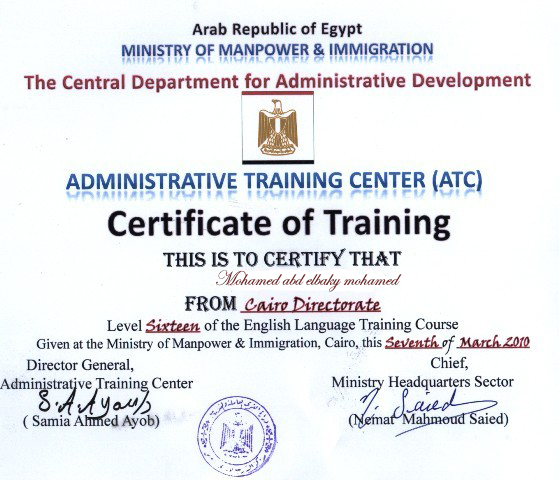 Arab Republic of Egypt
MINISTRY OF MANPOWER & IMMIGRATION
The Central Department for Administrative Development
ADMINISTRATIVE TRAINING CENTER (ATC)
Certificate of Training
THIS IS TO CERTIFY THAT
Mohamed abd elbaky mohamed
FROM Cairo Directorate
Level Sixteen of the English Language Training Course
Given at the Ministry of Manpower & Immigration, Cairo, this Seventh of March 2010
Director General,
Administrative Training Center
S.A.Ayoub
( Samia Ahmed Ayob)
Chief,
Ministry Headquarters Sector
N. Saied
(Nemat Mahmoud Saied)